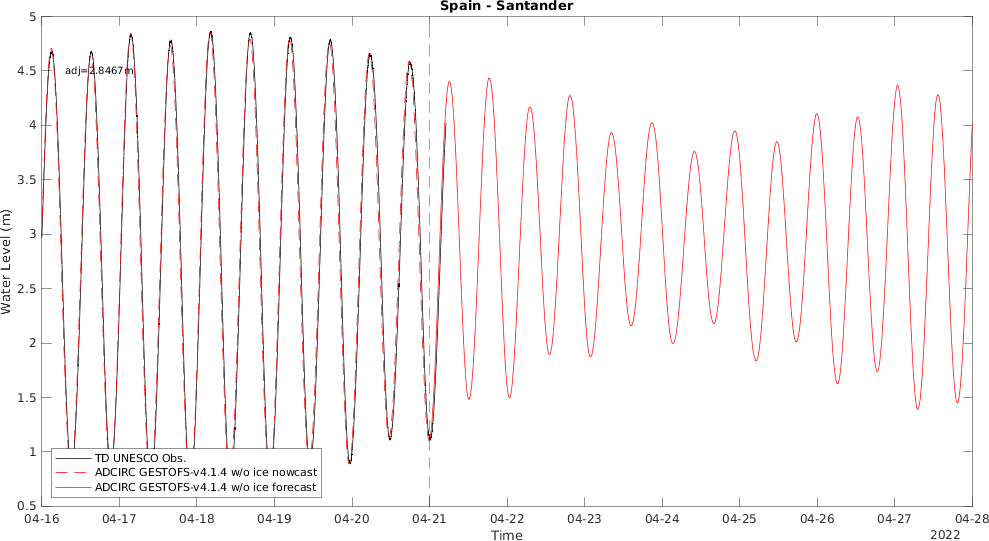 Spain - Santander
5
4.5
4
3.5
3
2.5
2
1.5
1
0.5
Water Level (m)
adj=2.8467m
TD UNESCO Obs.
ADCIRC GESTOFS-v4.1.4 w/o ice nowcast
ADCIRC GESTOFS-v4.1.4 w/o ice forecast
04-16 04-17 04-18 04-19 04-20 04-21 04-22 04-23 04-24 04-25 04-26 04-27 04-28
Time
2022